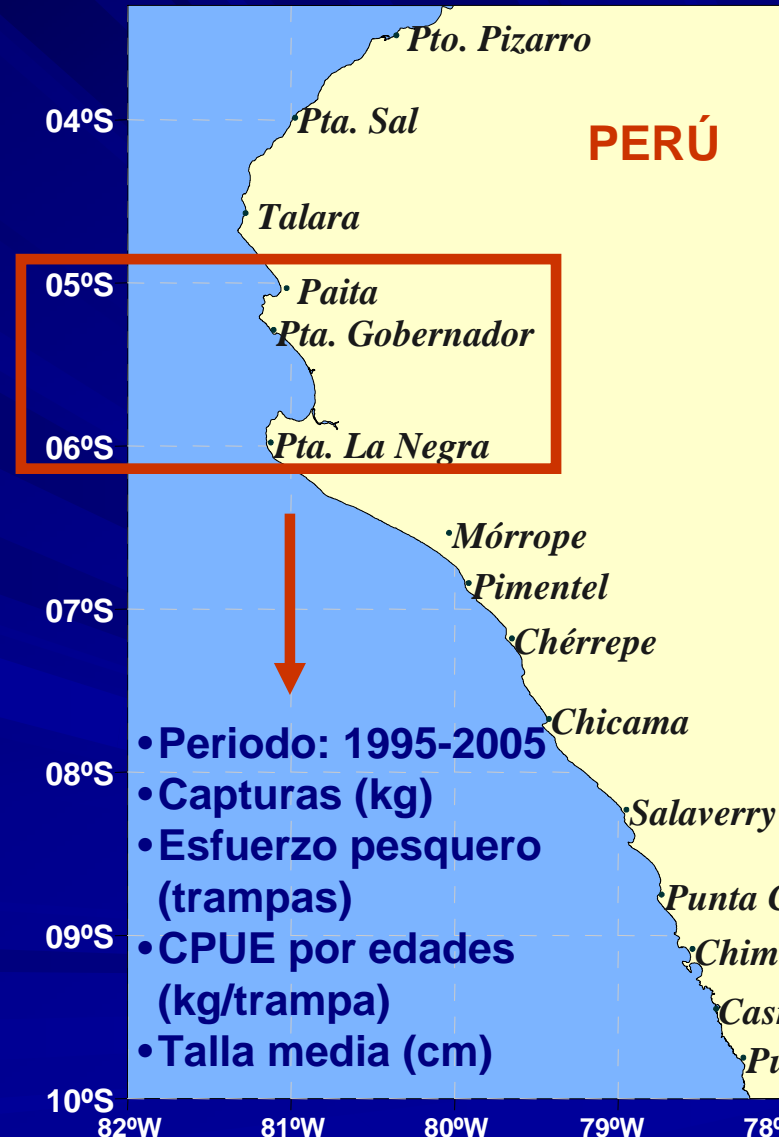 Pto. Pizarro
04ºS
Pta. Sal
PERÚ
Talara
05ºS
Paita
Pta. Gobernador
06ºS
Pta. La Negra
Mórrope
Pimentel
07ºS
Chérrepe
Chicama
•Periodo: 1995-2005
08ºS
•Capturas (kg)
Salaverry
•Esfuerzo pesquero
(trampas)
Punta
09ºS
•CPUE por edades
(kg/trampa)
•Talla media (cm)
10ºS
82ºW
81ºW
80ºW
79ºW